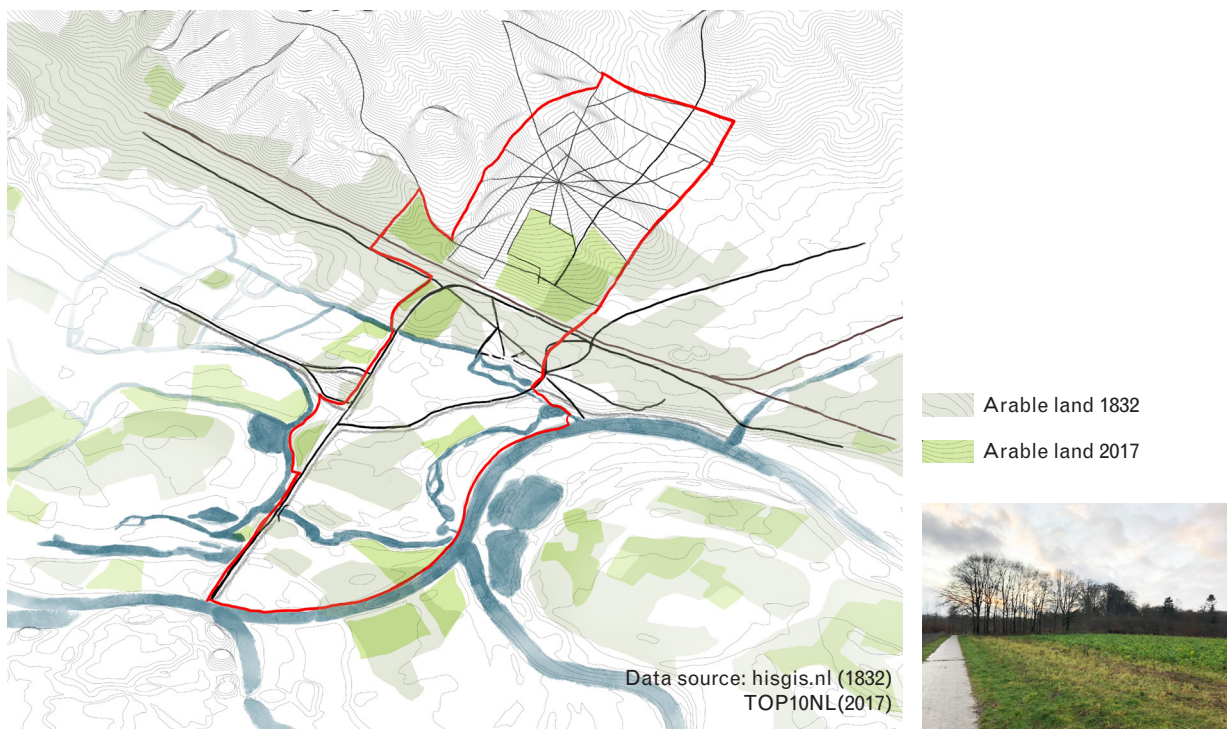 Arable land 1832
Arable land 2017
Data source: hisgis.nl (1832)
TOP10NL(2017)